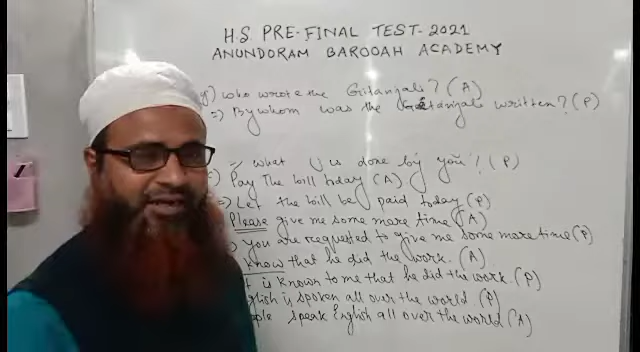 H.S PRE-FINAL TEST-2021
ANUNDORAM BAROOAH ACADEMY
g) who wrote the Gitanjali? (A)
=> By whom was the Gitanjali written? (P)
what is done by you? (P)
Pay the bill today (A)
=> Let the bill be paid today. (P)
Please give me some more time (A)
you are requested to give me some more time (P)
know that he did the work. (A)
is known to me that he did the work. (P)
is spoken all over the world. (P)
speak English all over the world (A)